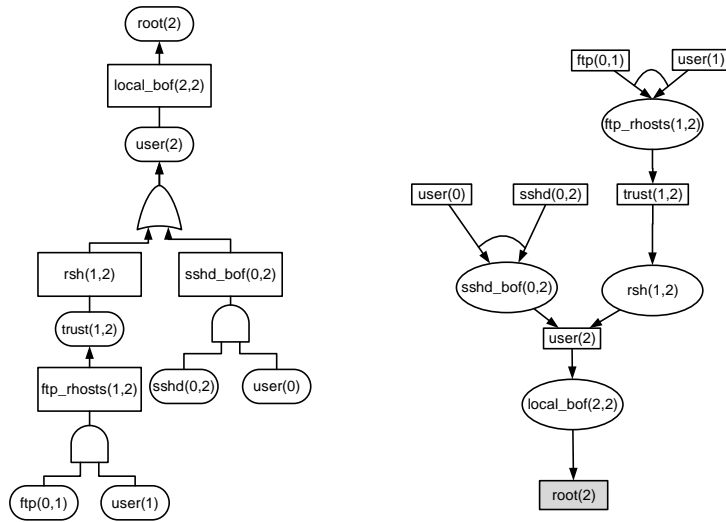 root(2)
local_bof(2,2)
user(2)
rsh(1,2)
sshd_bof(0,2)
trust(1,2)
ftp_rhosts(1,2)
sshd(0,2)
user(0)
ftp(0,1)
user(1)
ftp(0,1)
user(1)
ftp_rhosts(1,2)
user(0)
sshd(0,2)
trust(1,2)
sshd_bof(0,2)
rsh(1,2)
user(2)
local_bof(2,2)
root(2)